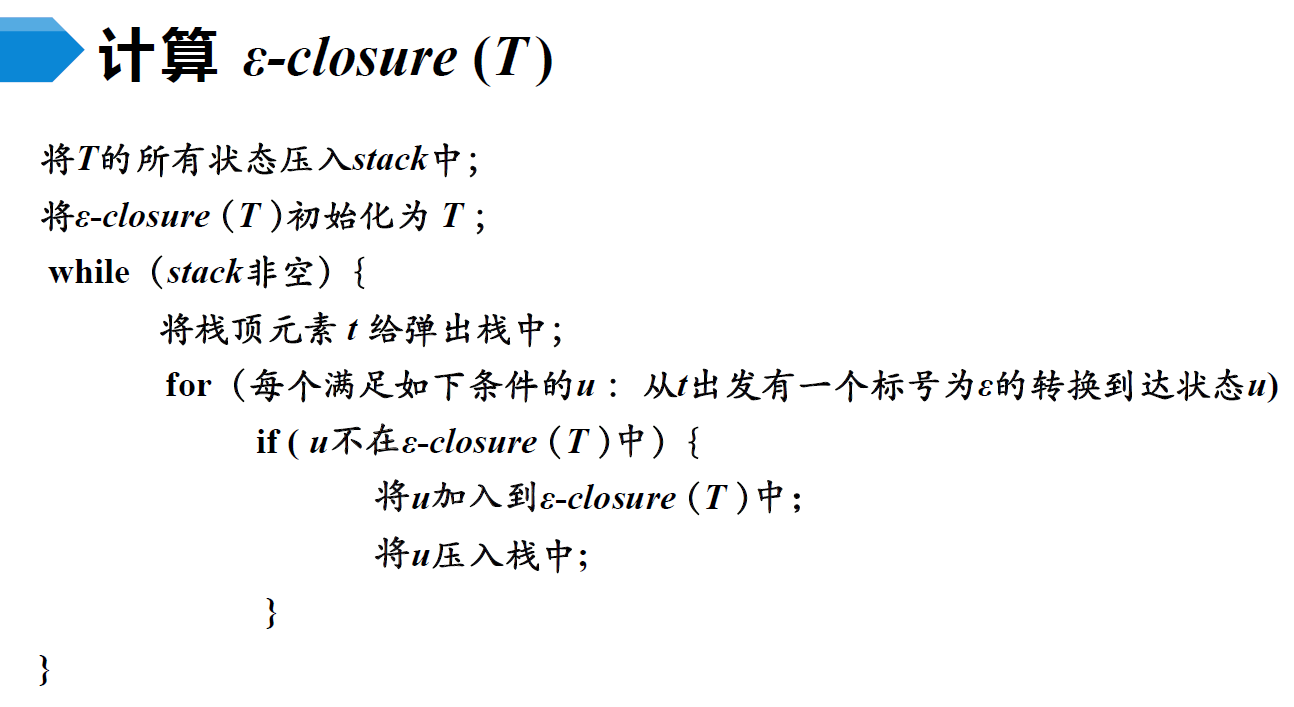 计算 ε-closure (T)
将T的所有状态压入stack中；
将ε-closure (T )初始化为 T ；
while（stack非空）{
将栈顶元素 t 给弹出栈中；
for（每个满足如下条件的u ：从t出发有一个标号为ε的转换到达状态u)
if ( u不在ε-closure (T )中）{
将u加入到ε-closure (T )中；
将u压入栈中；
}
}